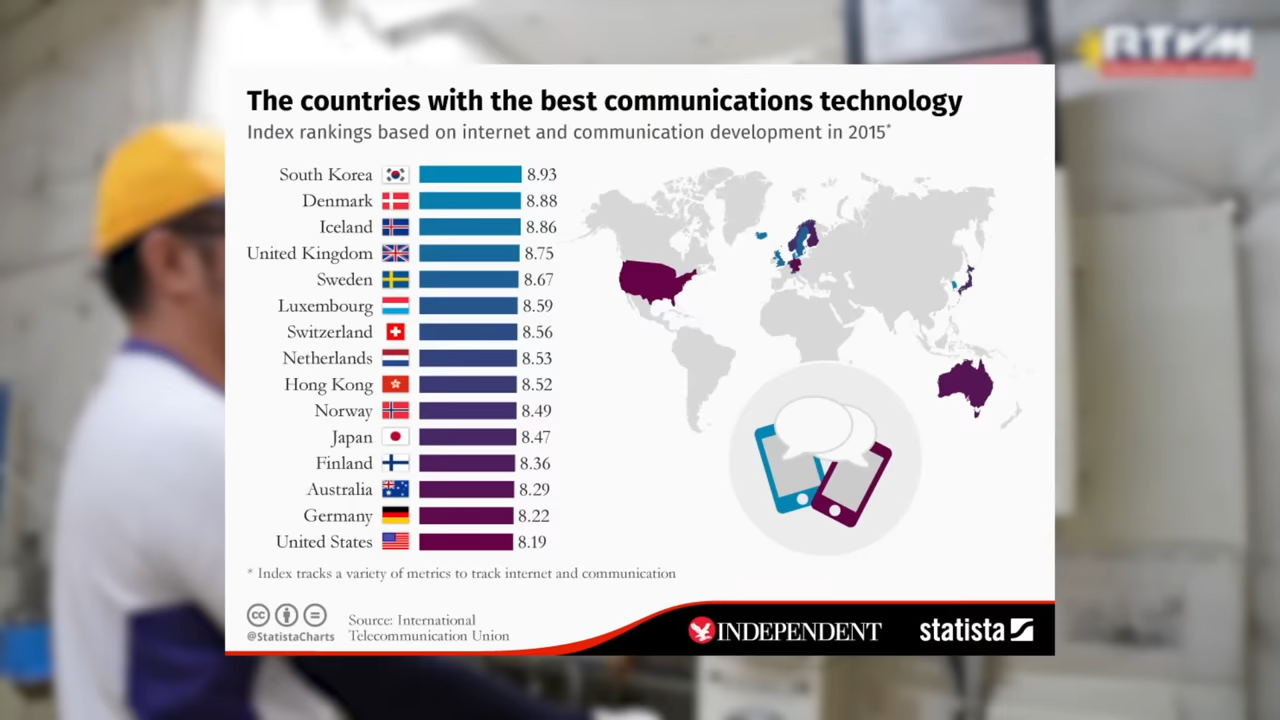 RTVM
The countries with the best communications technology
Index rankings based on internet and communication development in 2015*
South Korea 8.93
Denmark 8.88
Iceland 8.86
United Kingdom 8.75
Sweden 8.67
Luxembourg 8.59
Switzerland 8.56
Netherlands 8.53
Hong Kong 8.52
Norway 8.49
Japan 8.47
Finland 8.36
Australia 8.29
Germany 8.22
United States 8.19
* Index tracks a variety of metrics to track internet and communication
cc
@StatistaCharts
Source: International
Telecommunication Union
INDEPENDENT
statista